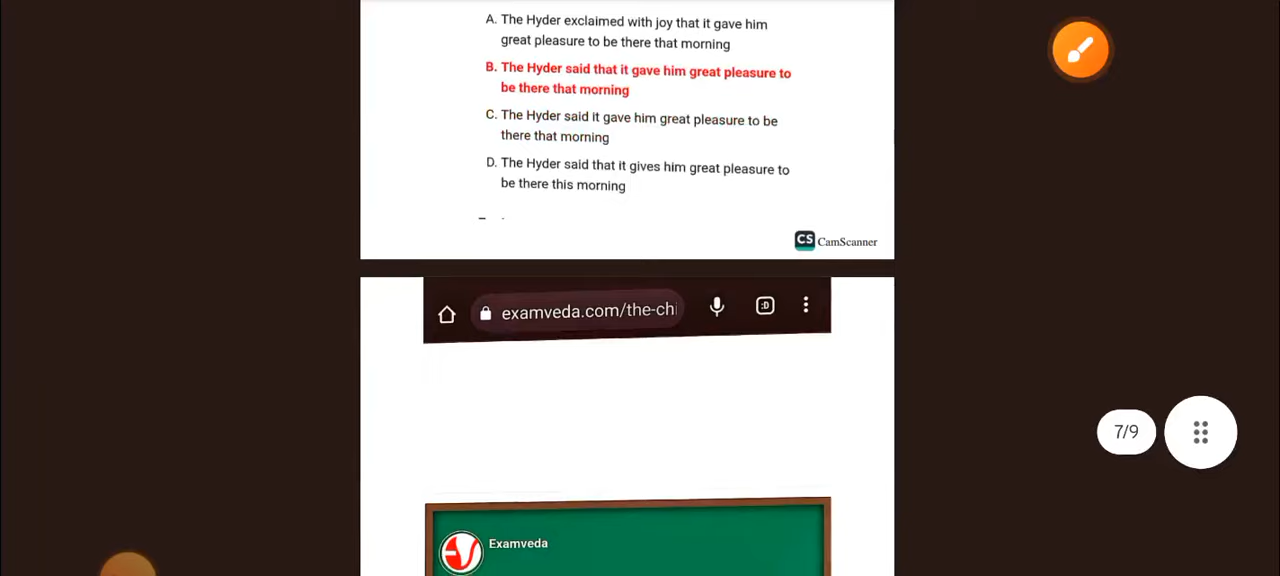 A. The Hyder exclaimed with joy that it gave him
great pleasure to be there that morning
B. The Hyder said that it gave him great pleasure to
be there that morning
C. The Hyder said it gave him great pleasure to be
there that morning
D. The Hyder said that it gives him great pleasure to
be there this morning
CS CamScanner
examveda.com/the-chi
:D
7/9
Examveda